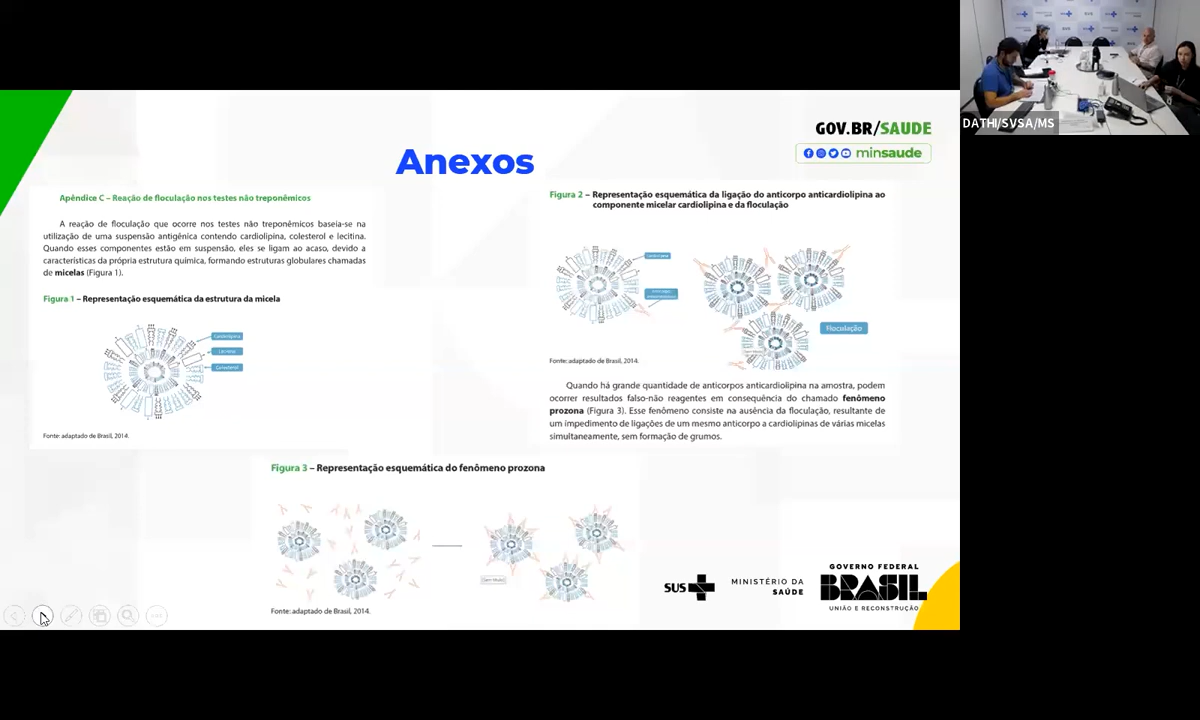 DATHI/SVSA/MS
GOV.BR/SAUDE
minsaude
Anexos
Apêndice C – Reação de floculação nos testes não treponêmicos
A reação de floculação que ocorre nos testes não treponêmicos baseia-se na
utilização de uma suspensão antigênica contendo cardiolipina, colesterol e lecitina.
Quando esses componentes estão em suspensão, eles se ligam ao acaso, devido a
características da própria estrutura química, formando estruturas globulares chamadas
de micelas (Figura 1).
Figura 1 – Representação esquemática da estrutura da micela
Cardiolipina
Lecitina
Colesterol
Fonte: adaptado de Brasil, 2014.
Figura 2 – Representação esquemática da ligação do anticorpo anticardiolipina ao
componente micelar cardiolipina e da floculação
Cardiolipina
Floculação
Fonte: adaptado de Brasil, 2014.
Quando há grande quantidade de anticorpos anticardiolipina na amostra, podem
ocorrer resultados falso-não reagentes em consequência do chamado fenômeno
prozona (Figura 3). Esse fenômeno consiste na ausência da floculação, resultante de
um impedimento de ligações de um mesmo anticorpo a cardiolipinas de várias micelas
simultaneamente, sem formação de grumos.
Figura 3 – Representação esquemática do fenômeno prozona
Fonte: adaptado de Brasil, 2014.
SUS
MINISTÉRIO DA
SAÚDE
GOVERNO FEDERAL
BRASIL
UNIÃO E RECONSTRUÇÃO